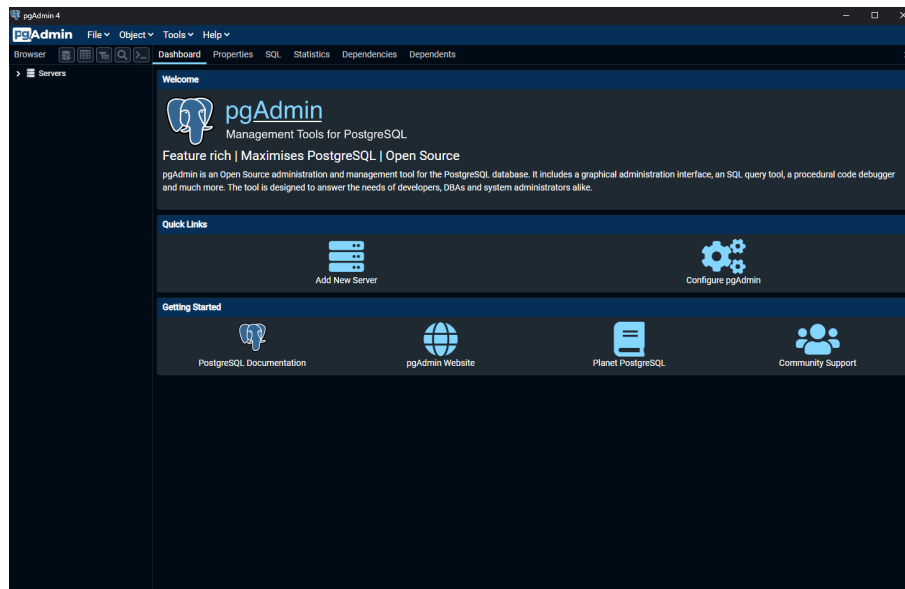 pgAdmin 4
pgAdmin File Object Tools Help
Browser Dashboard Properties SQL Statistics Dependencies Dependents
Servers
Welcome
pgAdmin
Management Tools for PostgreSQL
Feature rich | Maximises PostgreSQL | Open Source
pgAdmin is an Open Source administration and management tool for the PostgreSQL database. It includes a graphical administration interface, an SQL query tool, a procedural code debugger
and much more. The tool is designed to answer the needs of developers, DBAs and system administrators alike.
Quick Links
Add New Server Configure pgAdmin
Getting Started
PostgreSQL Documentation pgAdmin Website Planet PostgreSQL Community Support